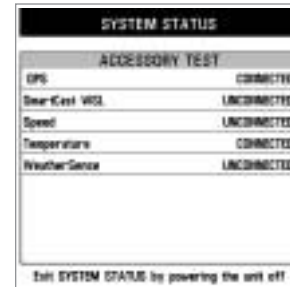 SYSTEM STATUS
ACCESSORY TEST
GPS CONNECTED
SmartCast WSL UNCONNECTED
Speed UNCONNECTED
Temperature CONNECTED
WeatherSense UNCONNECTED
Exit SYSTEM STATUS by powering the unit off